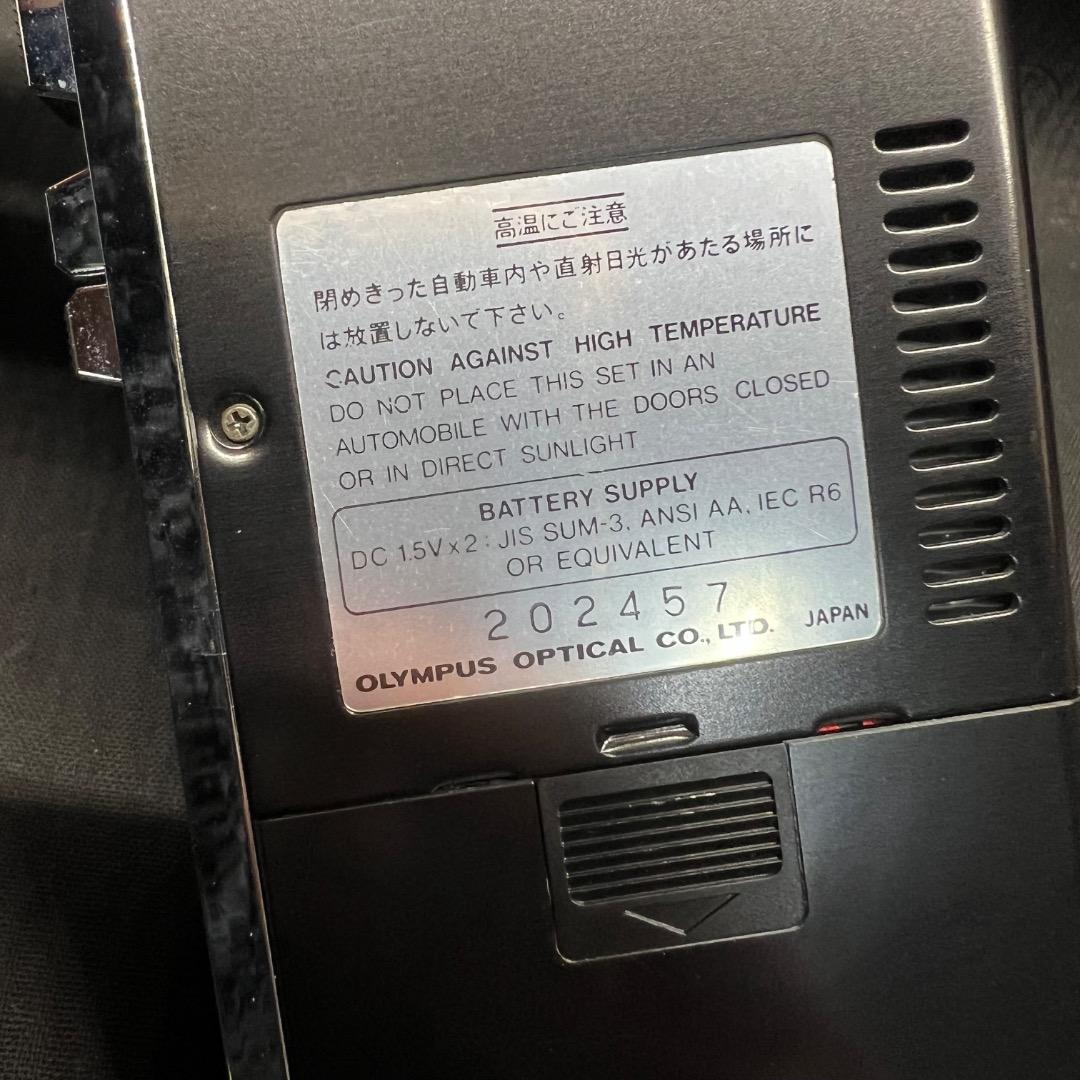 高温にご注意
閉めきった自動車内や直射日光があたる場所に
は放置しないで下さい。
CAUTION AGAINST HIGH TEMPERATURE
DO NOT PLACE THIS SET IN AN
AUTOMOBILE WITH THE DOORS CLOSED
OR IN DIRECT SUNLIGHT
BATTERY SUPPLY
DC 1.5V x 2 : JIS SUM-3, ANSI AA, IEC R6
OR EQUIVALENT
202457
OLYMPUS OPTICAL CO., LTD. JAPAN